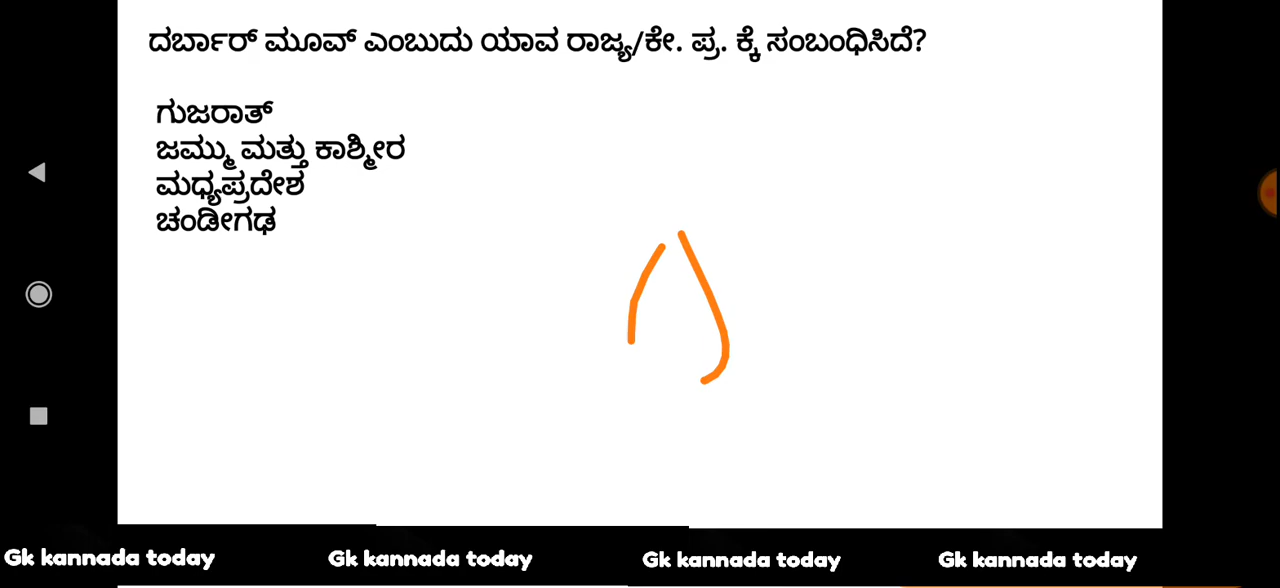 ದರ್ಬಾರ್ ಮೂವ್ ಎಂಬುದು ಯಾವ ರಾಜ್ಯ/ಕೇ. ಪ್ರ. ಕ್ಕೆ ಸಂಬಂಧಿಸಿದೆ?
ಗುಜರಾತ್
ಜಮ್ಮು ಮತ್ತು ಕಾಶ್ಮೀರ
ಮಧ್ಯಪ್ರದೇಶ
ಚಂಡೀಗಢ
Gk kannada today Gk kannada today Gk kannada today Gk kannada today